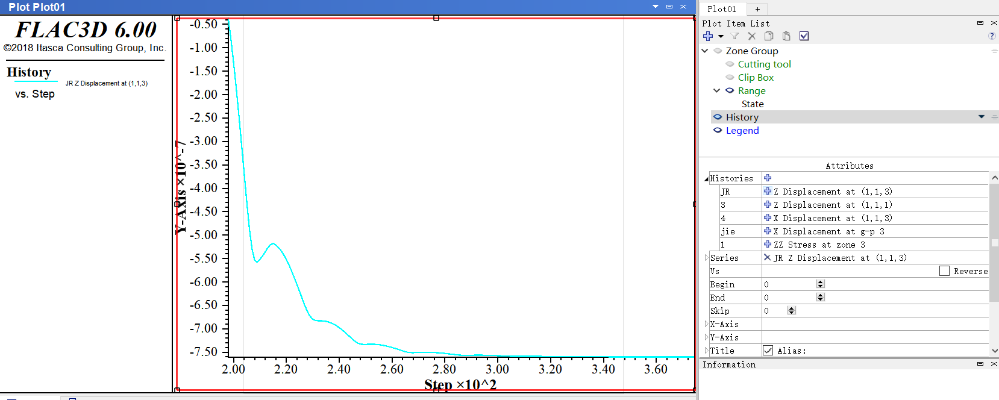 Plot Plot01
FLAC3D 6.00
©2018 Itasca Consulting Group, Inc.
History
JR Z Displacement at (1,1,3)
vs. Step
-0.50
-1.00
-1.50
-2.00
-2.50
-3.00
-3.50
-4.00
-4.50
-5.00
-5.50
-6.00
-6.50
-7.00
-7.50
Y-Axis ×10^-7
2.00 2.20 2.40 2.60 2.80 3.00 3.20 3.40 3.60
Step ×10^2
Plot01 +
Plot Item List
Zone Group
Cutting tool
Clip Box
Range
State
History
Legend
Attributes
Histories
JR Z Displacement at (1,1,3)
3 Z Displacement at (1,1,1)
4 X Displacement at (1,1,3)
jie X Displacement at g-p 3
1 ZZ Stress at zone 3
Series JR Z Displacement at (1,1,3)
Vs Reverse
Begin 0
End 0
Skip 0
X-Axis
Y-Axis
Title Alias:
Information